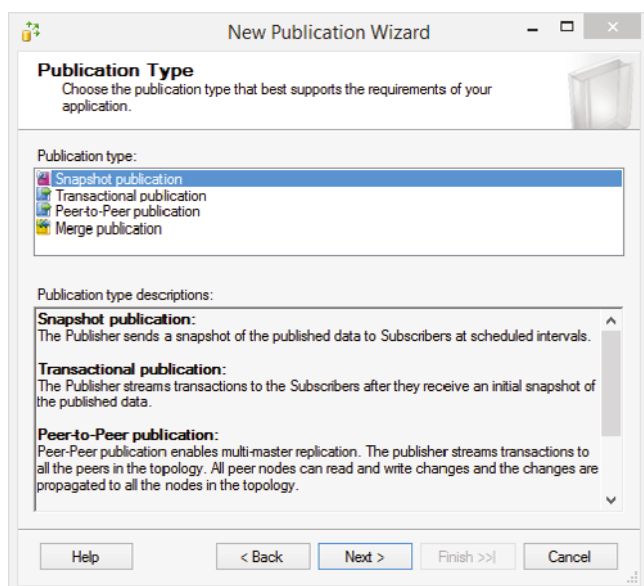 New Publication Wizard
Publication Type
Choose the publication type that best supports the requirements of your
application.
Publication type:
Snapshot publication
Transactional publication
Peer-to-Peer publication
Merge publication
Publication type descriptions:
Snapshot publication:
The Publisher sends a snapshot of the published data to Subscribers at scheduled intervals.
Transactional publication:
The Publisher streams transactions to the Subscribers after they receive an initial snapshot of
the published data.
Peer-to-Peer publication:
Peer-Peer publication enables multi-master replication. The publisher streams transactions to
all the peers in the topology. All peer nodes can read and write changes and the changes are
propagated to all the nodes in the topology.
Help < Back Next > Finish >>| Cancel